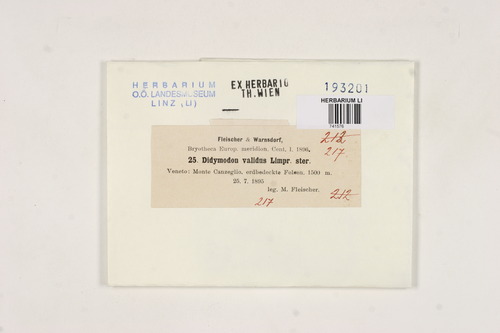 HERBARIUM
O.Ö. LANDESMUSEUM
LINZ (LI)
EX HERBARIO
TH. WIEN
193201
HERBARIUM LI
Fleischer & Warnstorf,
Bryotheca Europ. meridion. Cent. I. 1896.
25. Didymodon validus Limpr. ster.
Veneto: Monte Canseglio, erdbedeckte Felsen. 1500 m.
25. 7. 1895
leg. M. Fleischer.
212
217
217
212